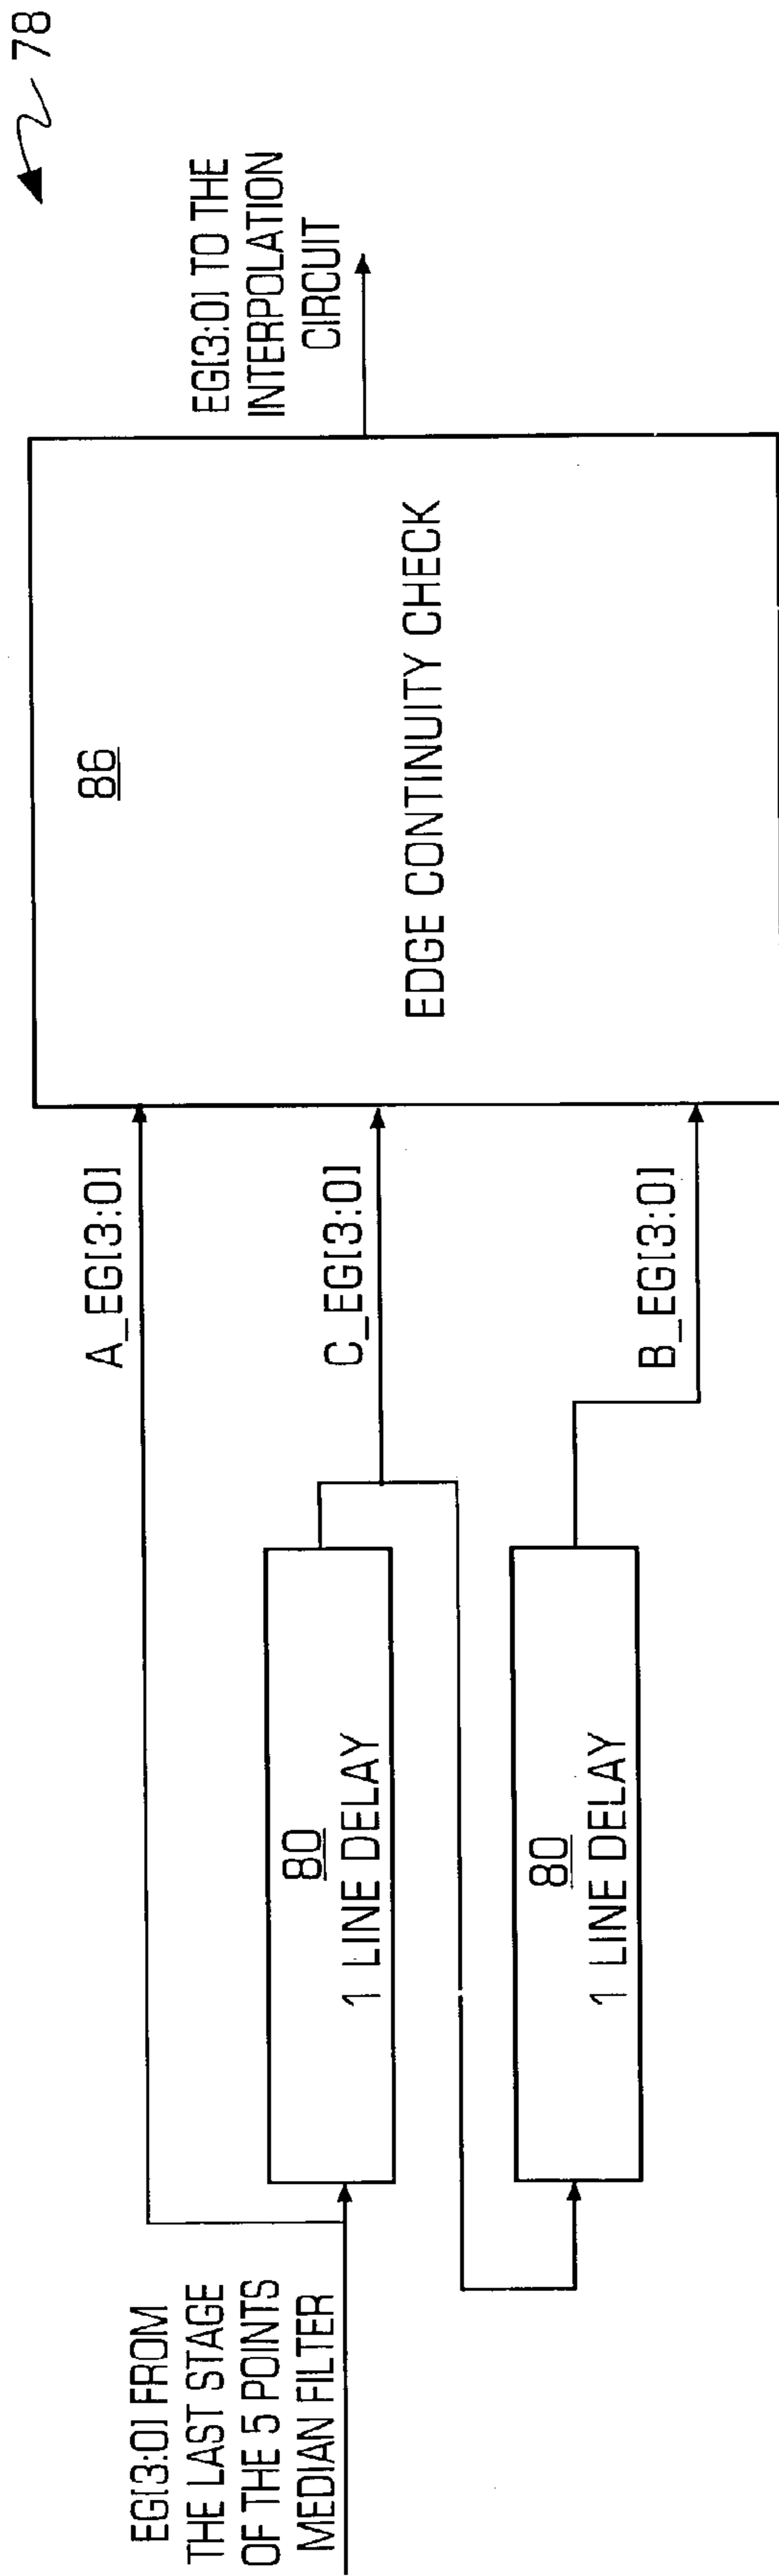 78
EG[3:0] FROM
THE LAST STAGE
OF THE 5 POINTS
MEDIAN FILTER
A_EG[3:0]
80
1 LINE DELAY
C_EG[3:0]
80
1 LINE DELAY
B_EG[3:0]
86
EDGE CONTINUITY CHECK
EG[3:0] TO THE
INTERPOLATION
CIRCUIT